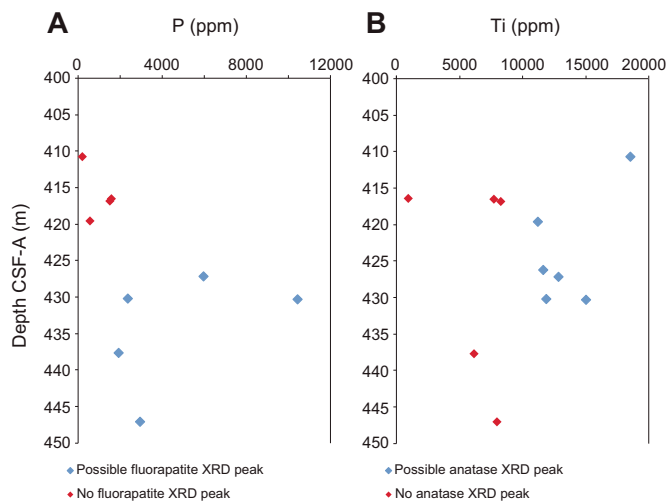 A P (ppm)
0 4000 8000 12000
400
410
415
420
425
430
435
440
445
450
Depth CSF-A (m)
Possible fluorapatite XRD peak
No fluorapatite XRD peak
B Ti (ppm)
0 5000 10000 15000 20000
400
405
410
415
420
425
430
435
440
445
450
Possible anatase XRD peak
No anatase XRD peak